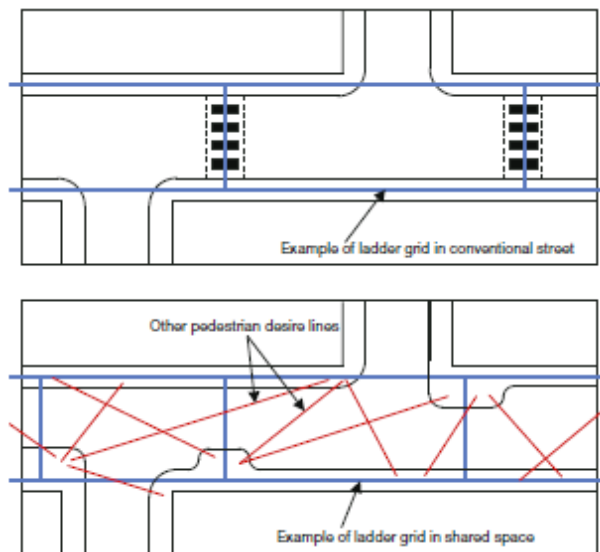 Example of ladder grid in conventional street
Other pedestrian desire lines
Example of ladder grid in shared space